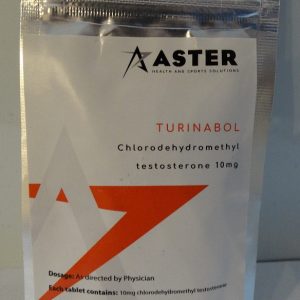 ASTER
HEALTH AND SPORTS SOLUTIONS
TURINABOL
Chlorodehydromethyl
testosterone 10mg
Dosage: As directed by Physician
Each tablet contains: 10mg chlorodehydromethyl testosterone